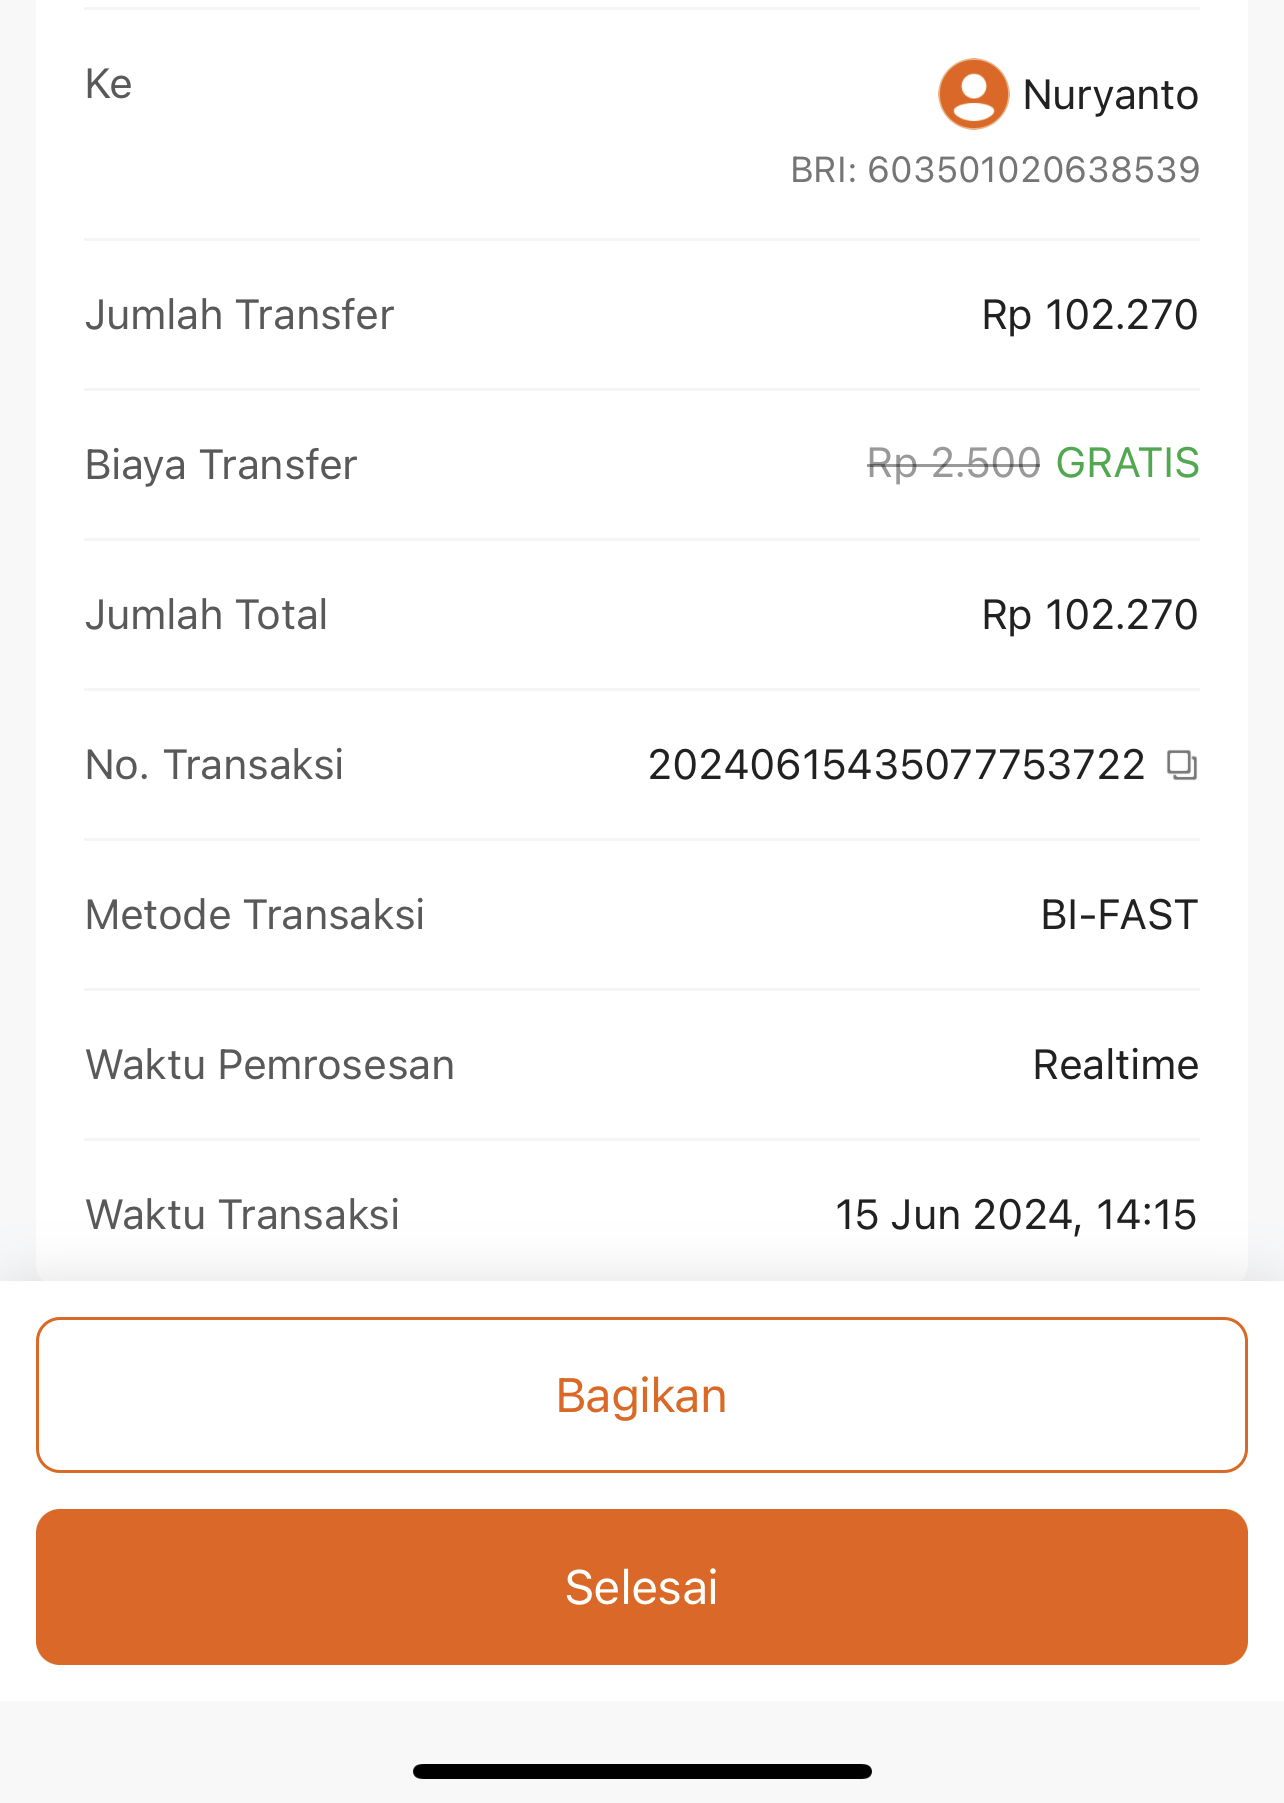 Ke
Nuryanto
BRI: 603501020638539
Jumlah Transfer Rp 102.270
Biaya Transfer Rp 2.500 GRATIS
Jumlah Total Rp 102.270
No. Transaksi 20240615435077753722
Metode Transaksi BI-FAST
Waktu Pemrosesan Realtime
Waktu Transaksi 15 Jun 2024, 14:15
Bagikan
Selesai